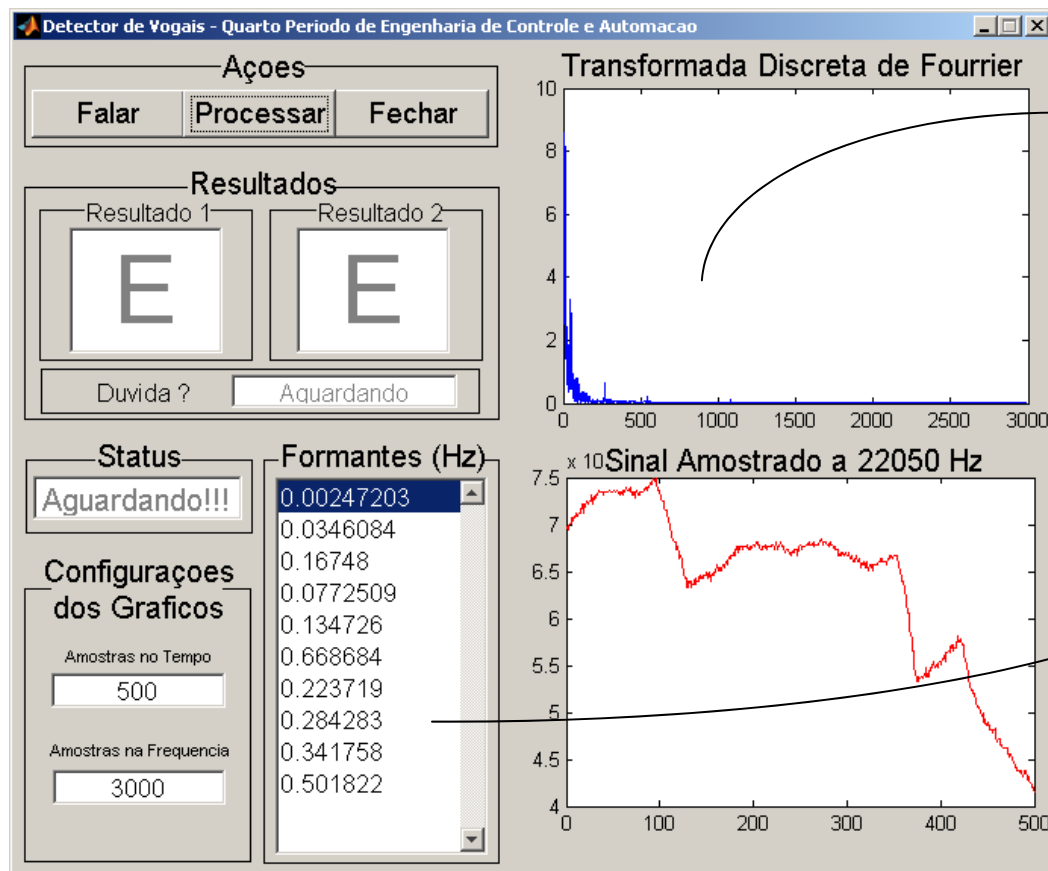 Detector de Vogais - Quarto Periodo de Engenharia de Controle e Automacao
Açoes
Falar Processar Fechar
Resultados
Resultado 1 Resultado 2
E E
Duvida ? Aguardando
Status
Aguardando!!!
Configuraçoes
dos Graficos
Amostras no Tempo
500
Amostras na Frequencia
3000
Formantes (Hz)
0.00247203
0.0346084
0.16748
0.0772509
0.134726
0.668684
0.223719
0.284283
0.341758
0.501822
Transformada Discreta de Fourrier
10
8
6
4
2
0
0 500 1000 1500 2000 2500 3000
x 10 Sinal Amostrado a 22050 Hz
7.5
7
6.5
6
5.5
5
4.5
4
0 100 200 300 400 500